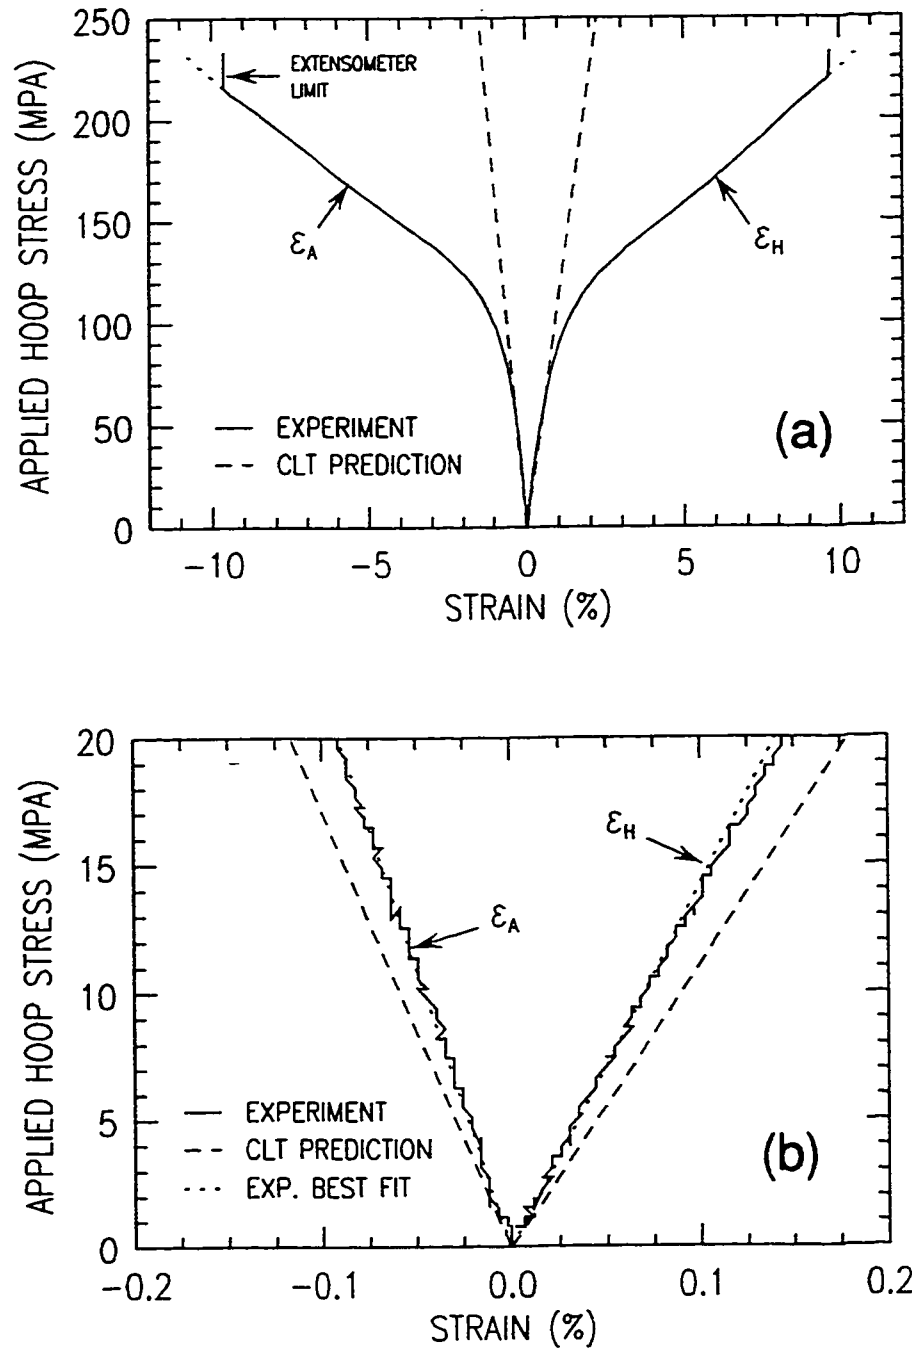 250
200
150
100
50
0
APPLIED HOOP STRESS (MPA)
EXTENSOMETER
LIMIT
εA
εH
EXPERIMENT
CLT PREDICTION
(a)
-10
-5
0
5
10
STRAIN (%)
20
15
10
5
0
APPLIED HOOP STRESS (MPA)
εH
εA
EXPERIMENT
CLT PREDICTION
EXP. BEST FIT
(b)
-0.2
-0.1
0.0
0.1
0.2
STRAIN (%)